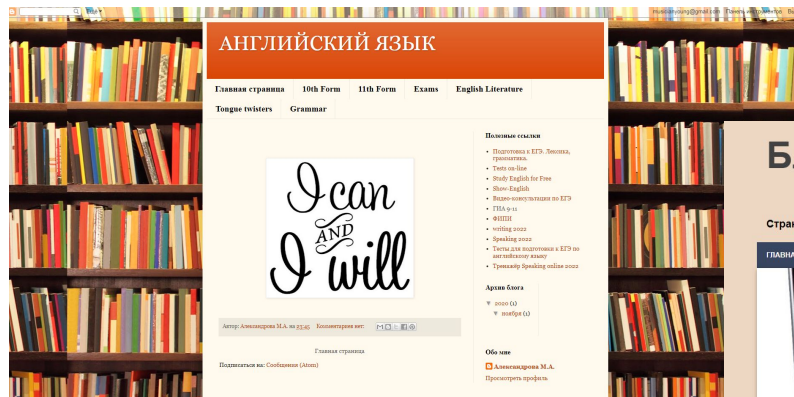 АНГЛИЙСКИЙ ЯЗЫК
Главная страница
10th Form
11th Form
Exams
English Literature
Tongue twisters
Grammar
I can
AND
I will
Автор: Александрова М.А. на 23:45
Комментариев нет:
Главная страница
Подписаться на: Сообщения (Atom)
Полезные ссылки
Подготовка к ЕГЭ. Лексика,
грамматика.
Tests on-line
Study English for Free
Show-English
Видео-консультации по ЕГЭ
ГИА 9-11
ФИПИ
writing 2022
Speaking 2022
Тесты для подготовки к ЕГЭ по
английскому языку
Тренажёр Speaking online 2022
Архив блога
▼ 2020 (1)
▼ ноября (1)
Обо мне
Александрова М.А.
Просмотреть профиль
Стран
ГЛАВНА